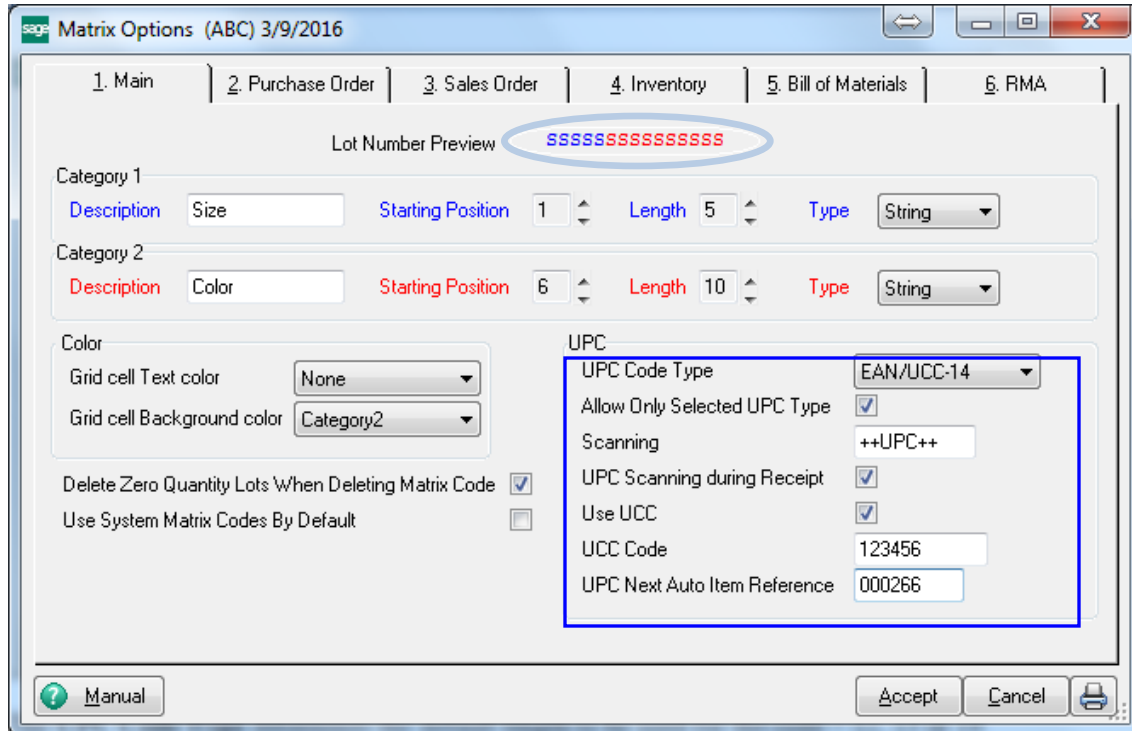 sage Matrix Options (ABC) 3/9/2016
1. Main 2. Purchase Order 3. Sales Order 4. Inventory 5. Bill of Materials 6. RMA
Lot Number Preview SSSSSSSSSSSSSSS
Category 1
Description Size Starting Position 1 Length 5 Type String
Category 2
Description Color Starting Position 6 Length 10 Type String
Color
Grid cell Text color None
Grid cell Background color Category2
Delete Zero Quantity Lots When Deleting Matrix Code
Use System Matrix Codes By Default
UPC
UPC Code Type EAN/UCC-14
Allow Only Selected UPC Type
Scanning ++UPC++
UPC Scanning during Receipt
Use UCC
UCC Code 123456
UPC Next Auto Item Reference 000266
Manual Accept Cancel